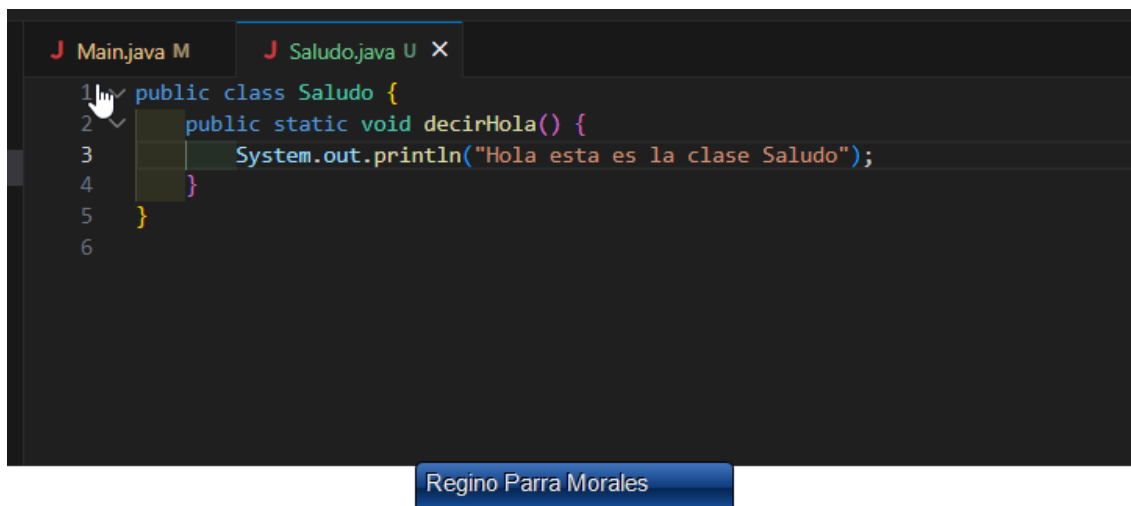 Main.java M
Saludo.java U
1 public class Saludo {
2 public static void decirHola() {
3 System.out.println("Hola esta es la clase Saludo");
4 }
5 }
6
Regino Parra Morales